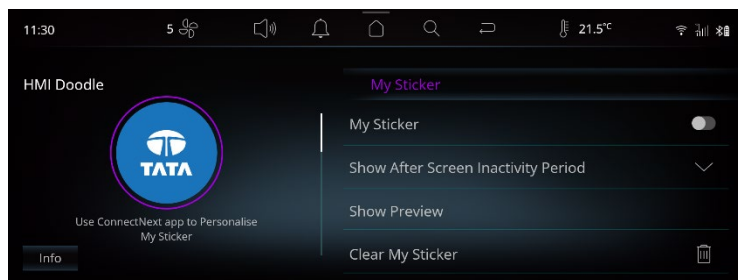 11:30
5
21.5°C
HMI Doodle
TATA
Use ConnectNext app to Personalise
My Sticker
Info
My Sticker
My Sticker
Show After Screen Inactivity Period
Show Preview
Clear My Sticker